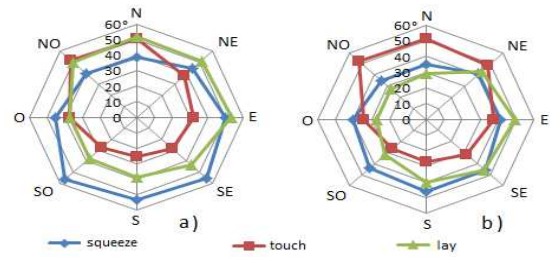 N N
60° 60
NO 50 NE NO 50 NE
40 40
30 30
20 20
10 10
O 0 E O 0 E
SO SE SO SE
S a) S b)
squeeze touch lay